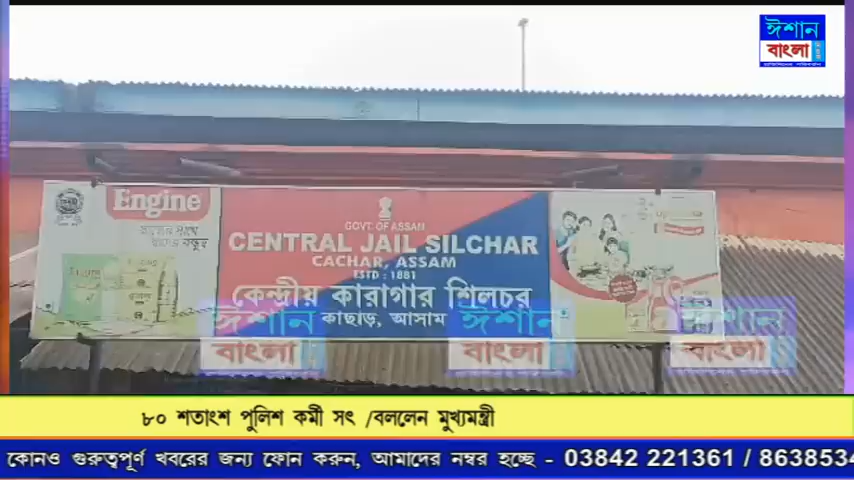 ঈশান
বাংলা
Engine
GOVT. OF ASSAM
CENTRAL JAIL SILCHAR
CACHAR, ASSAM
ESTD : 1881
কেন্দ্রীয় কারাগার শিলচর
কাছাড়, আসাম
ঈশান
বাংলা
ঈশান
বাংলা
ঈশান
বাংলা
৮০ শতাংশ পুলিশ কর্মী সৎ /বললেন মুখ্যমন্ত্রী
কোনও গুরুত্বপূর্ণ খবরের জন্য ফোন করুন, আমাদের নম্বর হচ্ছে - 03842 221361 / 8638534